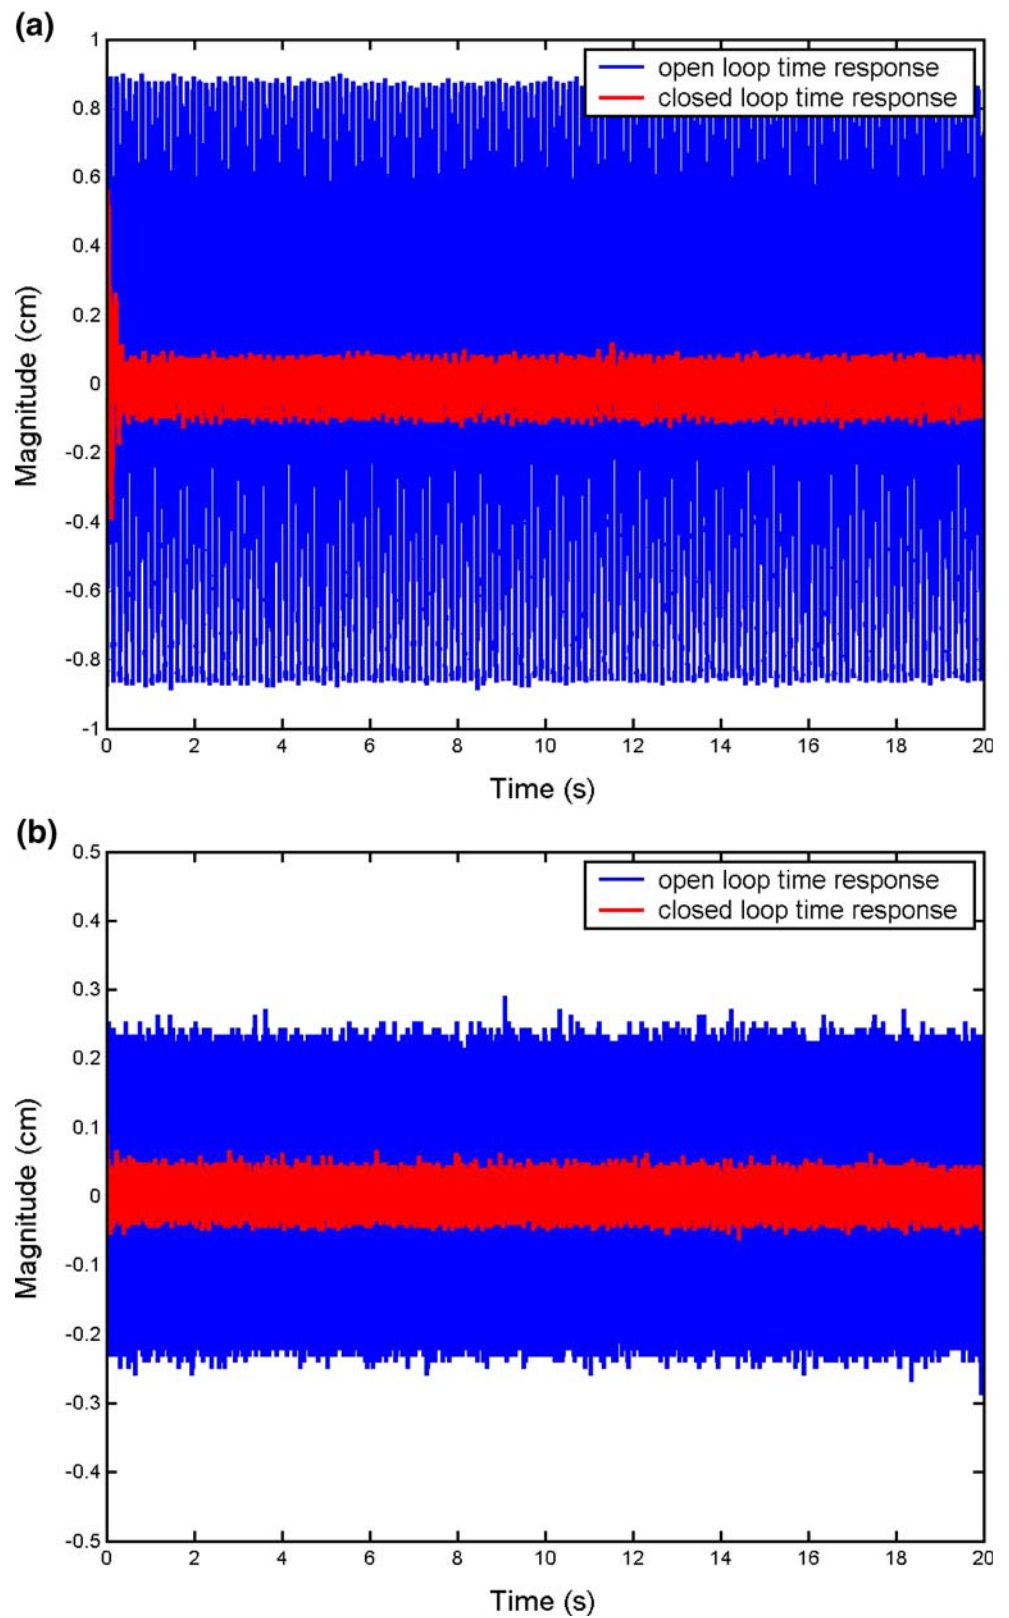 (a)
1
open loop time response
closed loop time response
0.8
0.6
0.4
0.2
0
-0.2
-0.4
-0.6
-0.8
-1
Magnitude (cm)
0 2 4 6 8 10 12 14 16 18 20
Time (s)
(b)
0.5
open loop time response
closed loop time response
0.4
0.3
0.2
0.1
0
-0.1
-0.2
-0.3
-0.4
-0.5
Magnitude (cm)
0 2 4 6 8 10 12 14 16 18 20
Time (s)